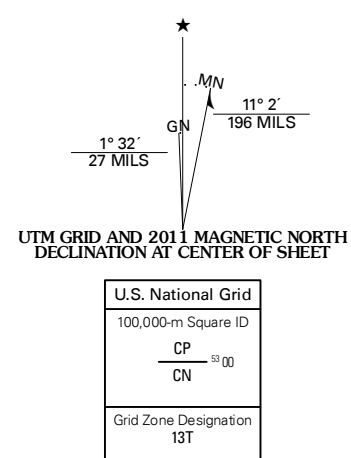 ★
MN
GN
11° 2´
196 MILS
1° 32´
27 MILS
UTM GRID AND 2011 MAGNETIC NORTH
DECLINATION AT CENTER OF SHEET
U.S. National Grid
100,000-m Square ID
CP
53 00
CN
Grid Zone Designation
13T